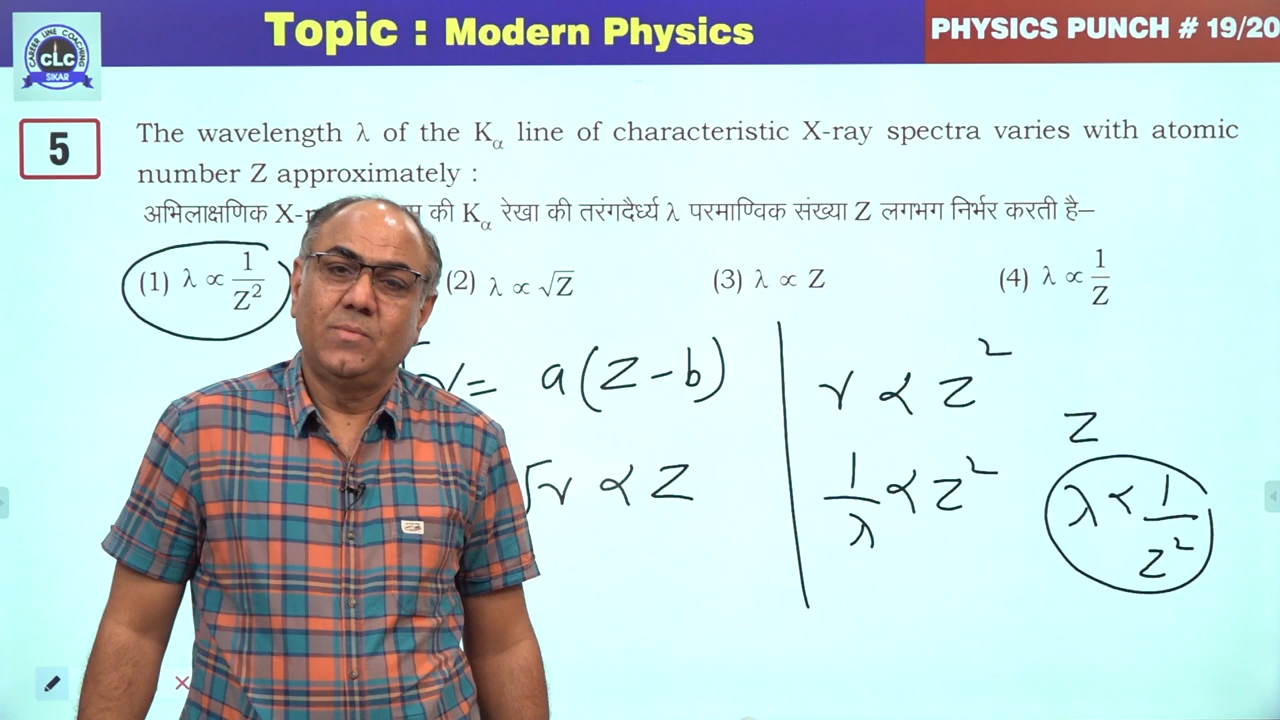 Topic : Modern Physics
PHYSICS PUNCH # 19/20
CAREER LINE COACHING
CLC
SIKAR
5
The wavelength λ of the Kα line of characteristic X-ray spectra varies with atomic
number Z approximately :
अभिलाक्षणिक X-r की Kα रेखा की तरंगदैर्ध्य λ परमाण्विक संख्या Z लगभग निर्भर करती है–
(1) λ ∝ 1/Z² (2) λ ∝ √Z (3) λ ∝ Z (4) λ ∝ 1/Z
√ν = a(Z-b)
√ν ∝ Z
ν ∝ Z²
1/λ ∝ Z²
Z
λ ∝ 1/Z²